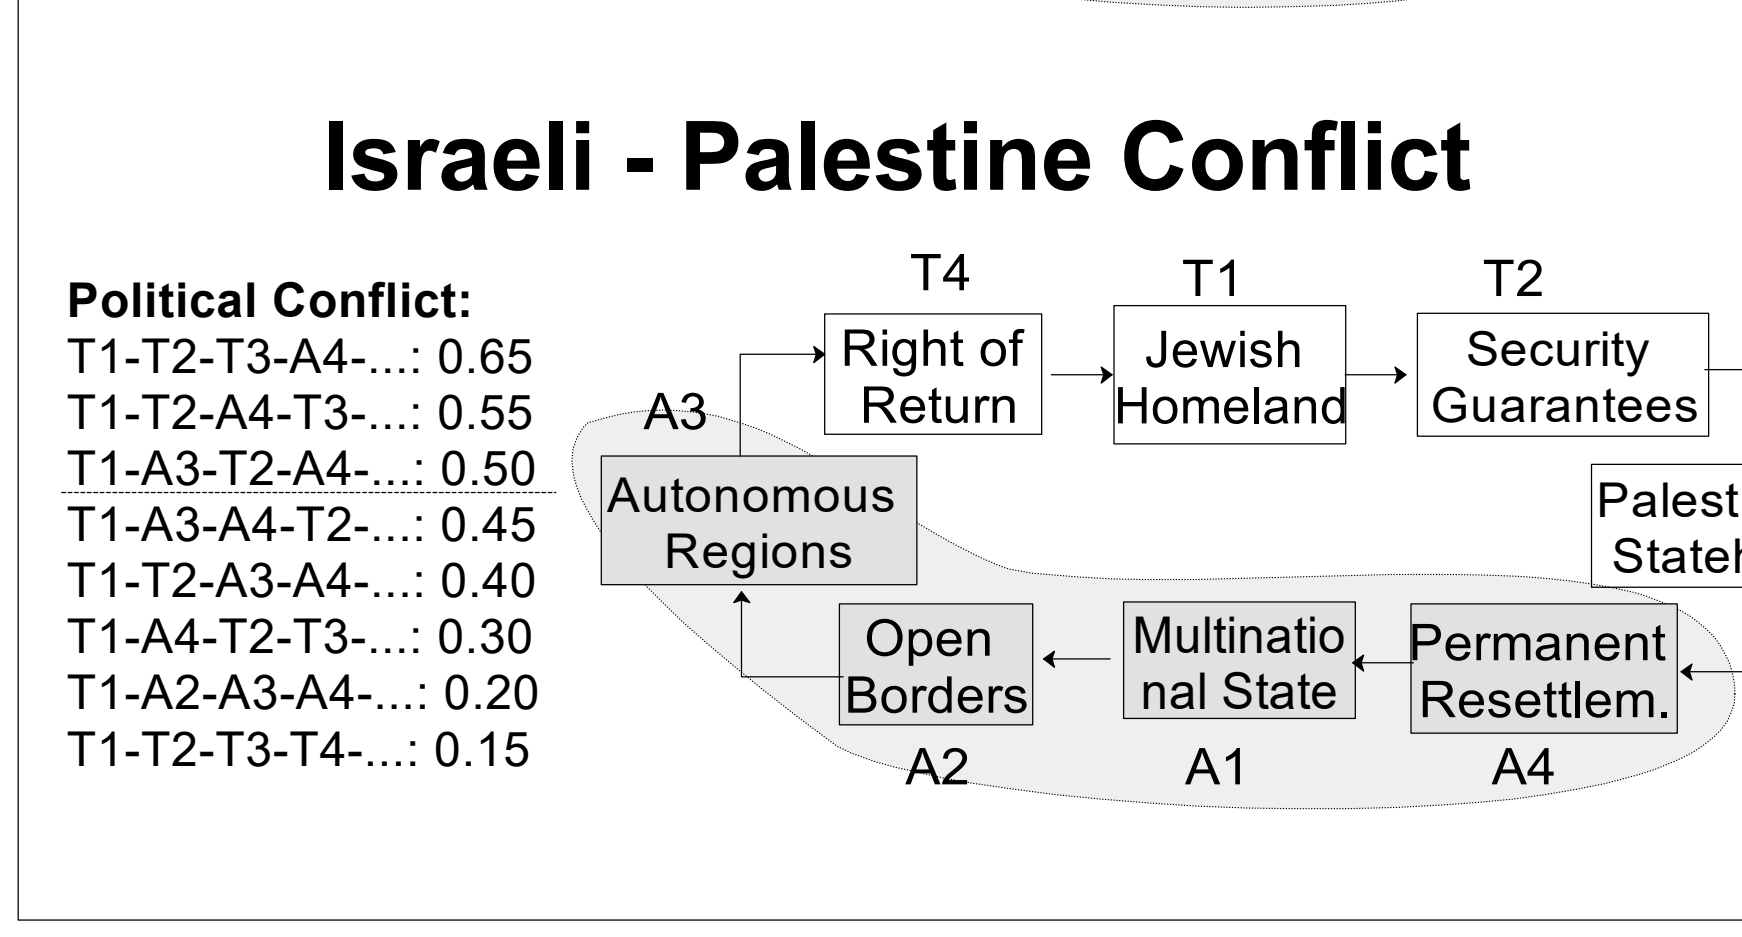 Israeli - Palestine Conflict
Political Conflict:
T1-T2-T3-A4-...: 0.65
T1-T2-A4-T3-...: 0.55
T1-A3-T2-A4-...: 0.50
T1-A3-A4-T2-...: 0.45
T1-T2-A3-A4-...: 0.40
T1-A4-T2-T3-...: 0.30
T1-A2-A3-A4-...: 0.20
T1-T2-T3-T4-...: 0.15
T4
Right of
Return
T1
Jewish
Homeland
T2
Security
Guarantees
A3
Autonomous
Regions
Palest
State
Open
Borders
A2
Multinatio
nal State
A1
Permanent
Resettlem.
A4